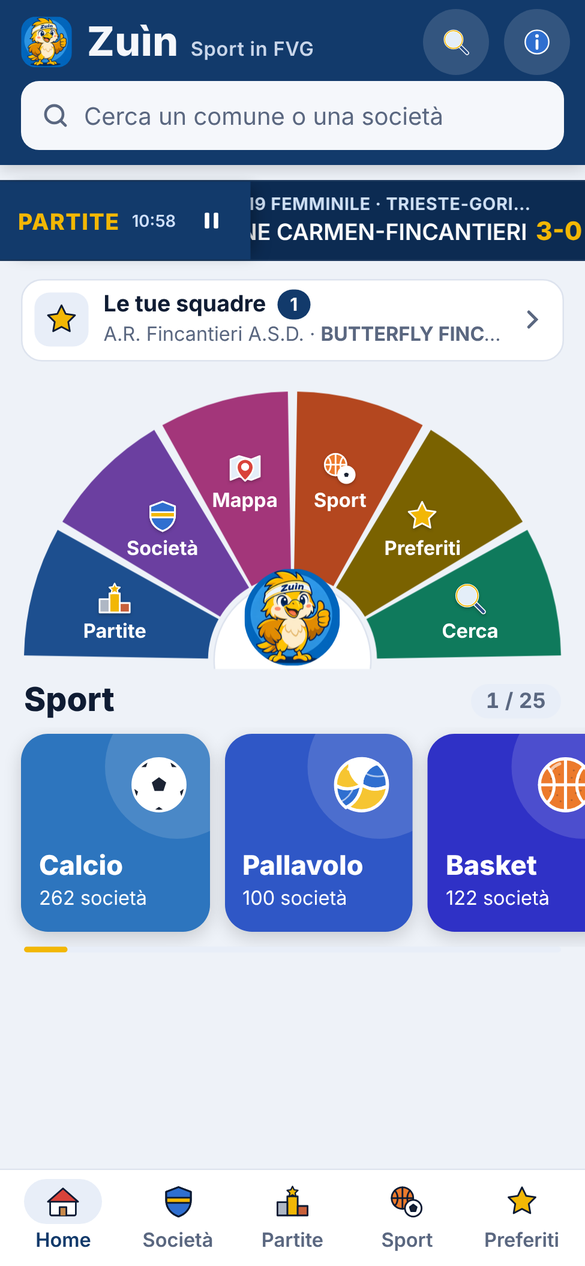 Zuìn
Zuìn Sport in FVG
Cerca un comune o una società
PARTITE 10:58
19 FEMMINILE · TRIESTE-GORI...
NE CARMEN-FINCANTIERI 3-0
Le tue squadre 1
A.R. Fincantieri A.S.D. · BUTTERFLY FINC...
Mappa
Sport
Società
Preferiti
Partite
Zuin
Cerca
Sport
1 / 25
Calcio
262 società
Pallavolo
100 società
Basket
122 società
Home
Società
Partite
Sport
Preferiti